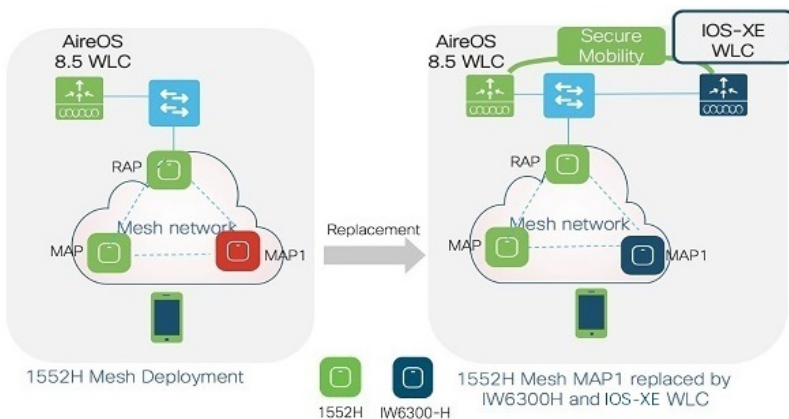 AireOS
8.5 WLC
RAP
Mesh network
MAP
MAP1
1552H Mesh Deployment
Replacement
1552H
IW6300-H
AireOS
8.5 WLC
Secure
Mobility
IOS-XE
WLC
RAP
Mesh network
MAP
MAP1
1552H Mesh MAP1 replaced by
IW6300H and IOS-XE WLC